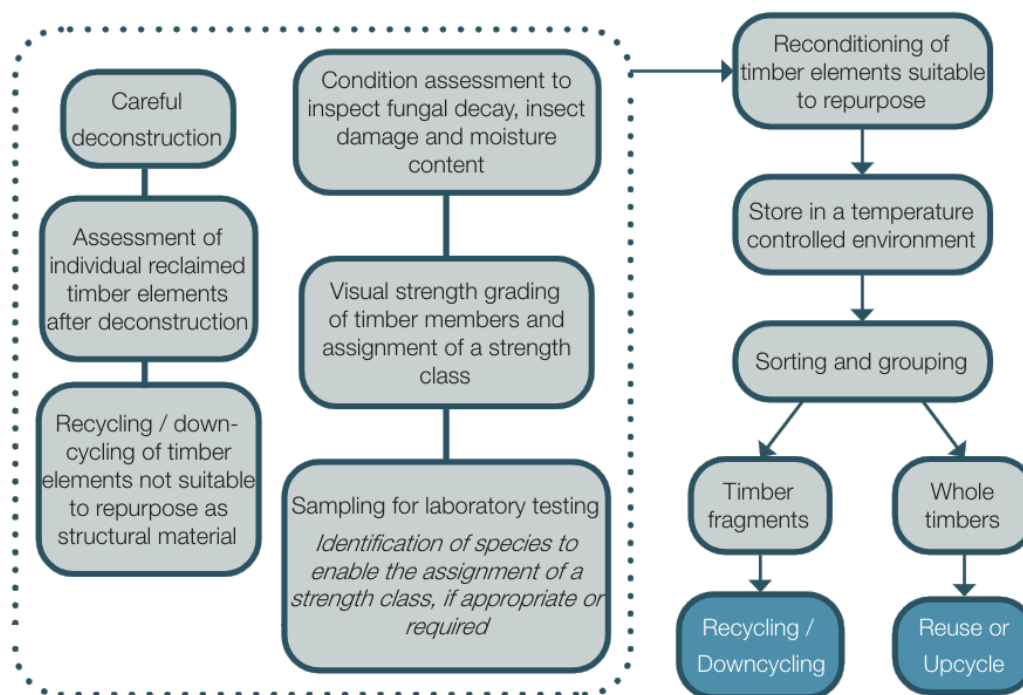 Careful
deconstruction
Assessment of
individual reclaimed
timber elements
after deconstruction
Recycling / down-
cycling of timber
elements not suitable
to repurpose as
structural material
Condition assessment to
inspect fungal decay, insect
damage and moisture
content
Visual strength grading
of timber members and
assignment of a strength
class
Sampling for laboratory testing
Identification of species to
enable the assignment of a
strength class, if appropriate or
required
Reconditioning of
timber elements suitable
to repurpose
Store in a temperature
controlled environment
Sorting and grouping
Timber
fragments
Whole
timbers
Recycling /
Downcycling
Reuse or
Upcycle